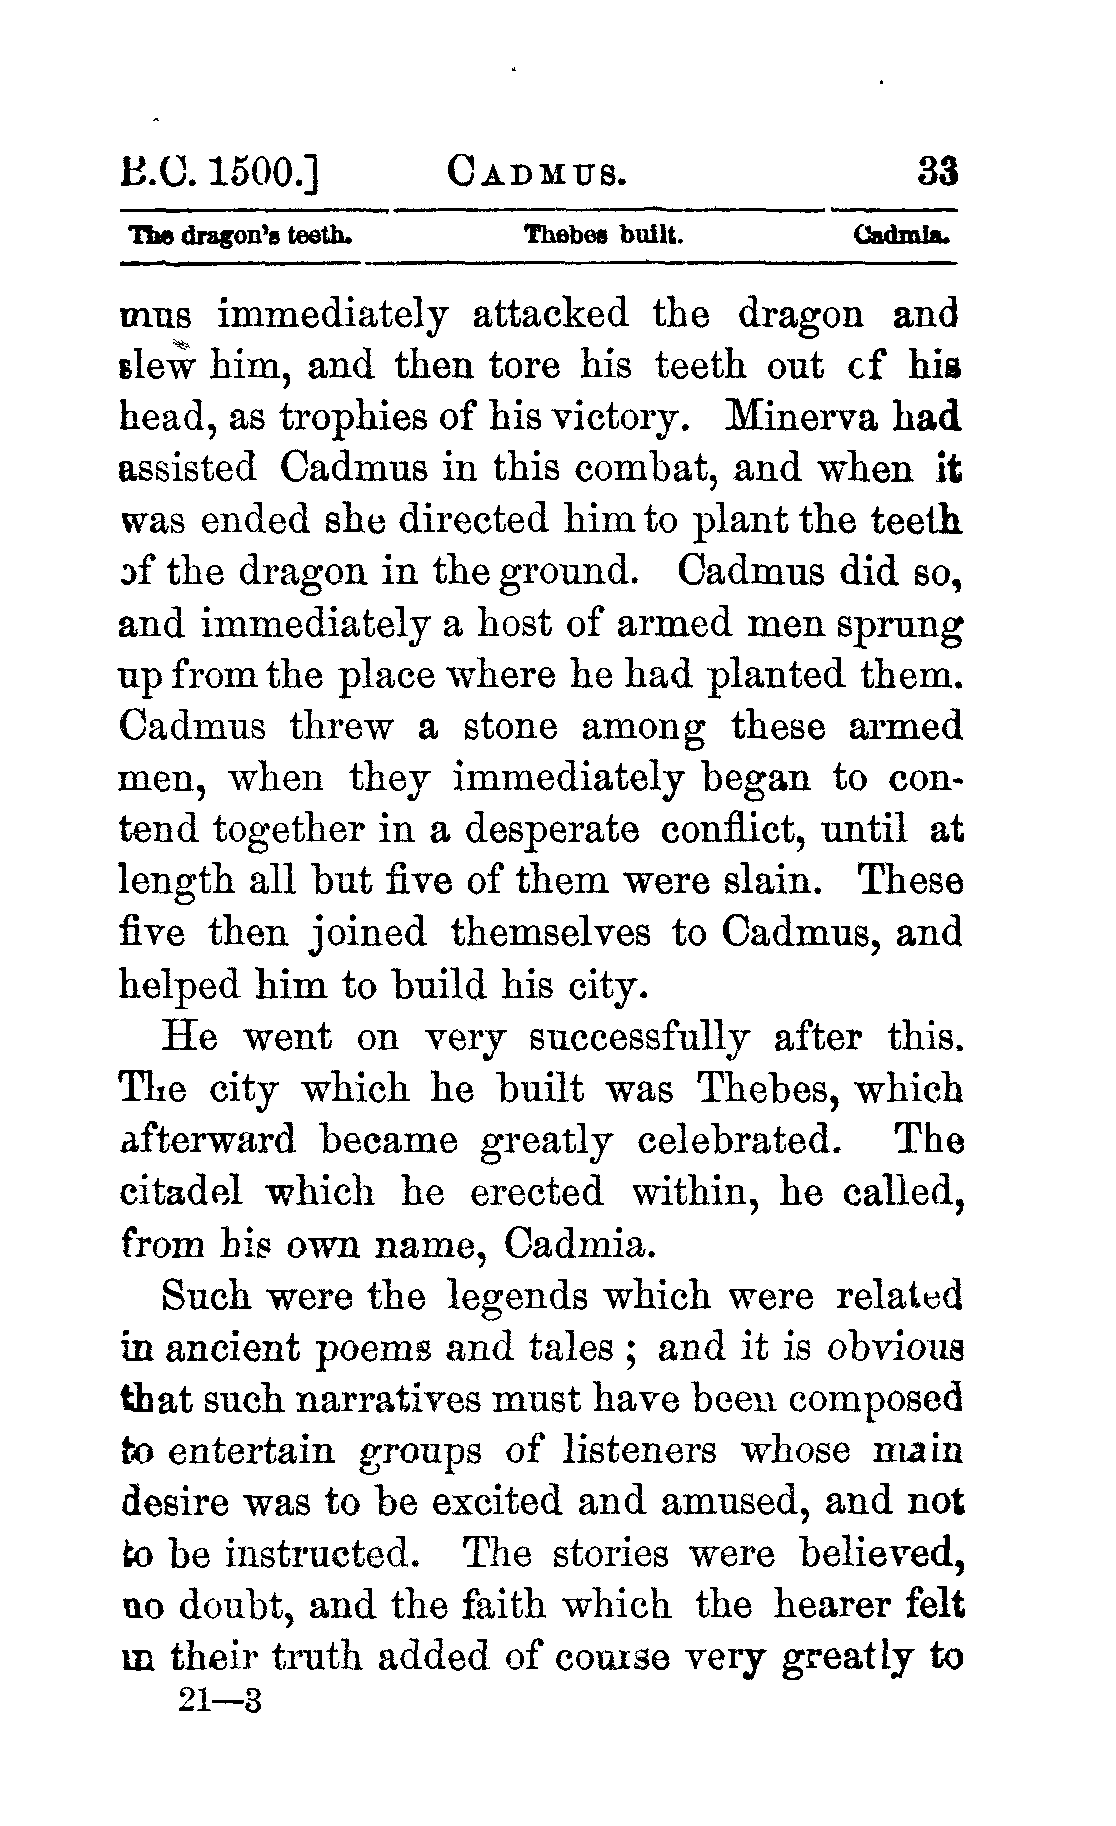 B.C. 1500.] CADMUS. 33
The dragon's teeth. Thebes built. Cadmia.
mus immediately attacked the dragon and
slew him, and then tore his teeth out of his
head, as trophies of his victory. Minerva had
assisted Cadmus in this combat, and when it
was ended she directed him to plant the teeth
of the dragon in the ground. Cadmus did so,
and immediately a host of armed men sprung
up from the place where he had planted them.
Cadmus threw a stone among these armed
men, when they immediately began to con-
tend together in a desperate conflict, until at
length all but five of them were slain. These
five then joined themselves to Cadmus, and
helped him to build his city.
He went on very successfully after this.
The city which he built was Thebes, which
afterward became greatly celebrated. The
citadel which he erected within, he called,
from his own name, Cadmia.
Such were the legends which were related
in ancient poems and tales ; and it is obvious
that such narratives must have been composed
to entertain groups of listeners whose main
desire was to be excited and amused, and not
to be instructed. The stories were believed,
no doubt, and the faith which the hearer felt
in their truth added of course very greatly to
21—3